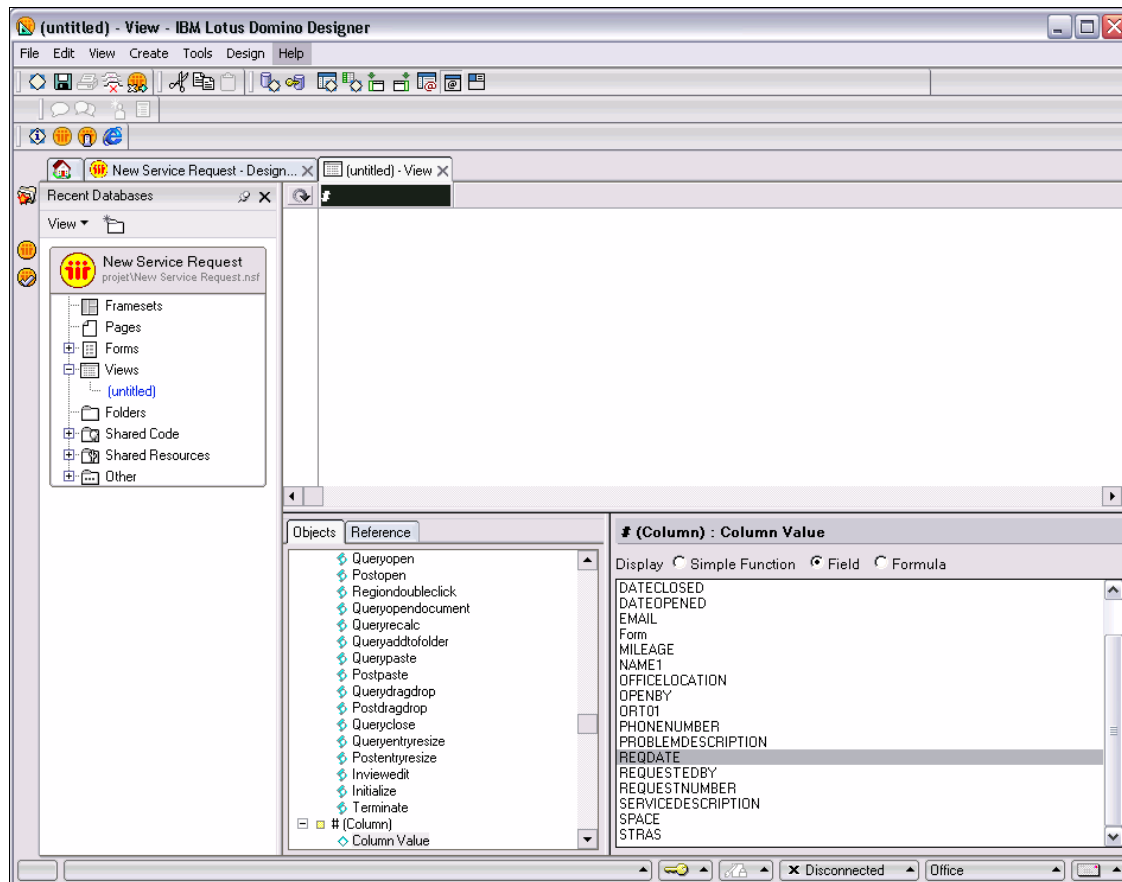 (untitled) - View - IBM Lotus Domino Designer
File Edit View Create Tools Design Help
New Service Request - Design... (untitled) - View
Recent Databases
#
View
New Service Request
projet\New Service Request.nsf
Framesets
Pages
Forms
Views
(untitled)
Folders
Shared Code
Shared Resources
Other
Objects Reference
Queryopen
Postopen
Regiondoubleclick
Queryopendocument
Queryrecalc
Queryaddtofolder
Querypaste
Postpaste
Querydragdrop
Postdragdrop
Queryclose
Queryentryresize
Postentryresize
Inviewedit
Initialize
Terminate
# (Column)
Column Value
# (Column) : Column Value
Display Simple Function Field Formula
DATECLOSED
DATEOPENED
EMAIL
Form
MILEAGE
NAME1
OFFICELOCATION
OPENBY
ORT01
PHONENUMBER
PROBLEMDESCRIPTION
REQDATE
REQUESTEDBY
REQUESTNUMBER
SERVICEDESCRIPTION
SPACE
STRAS
Disconnected Office